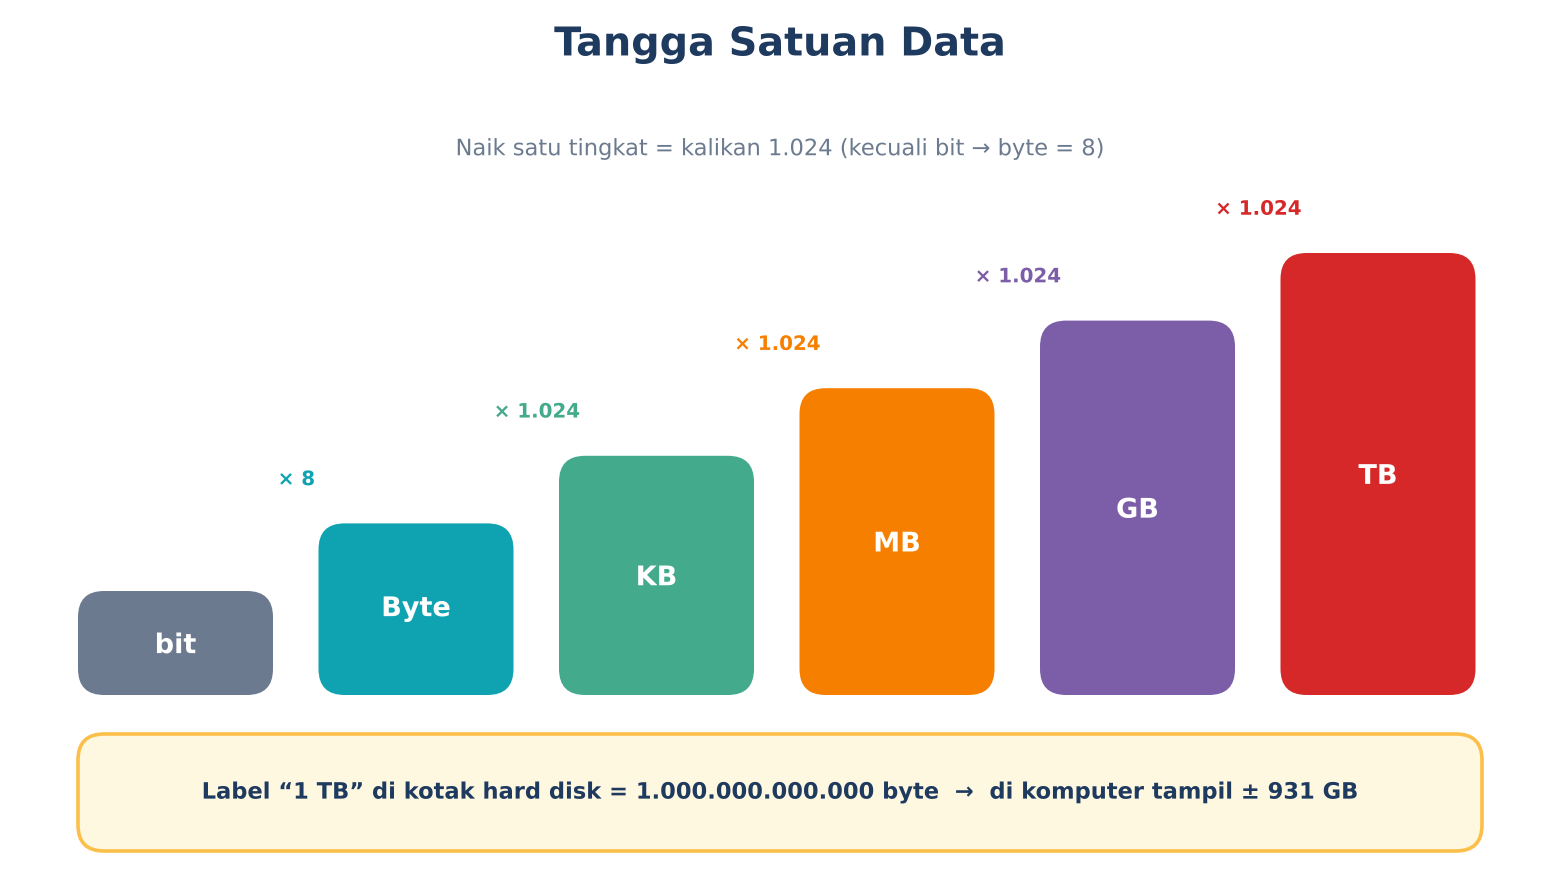 Tangga Satuan Data
Naik satu tingkat = kalikan 1.024 (kecuali bit → byte = 8)
× 1.024
× 1.024
× 1.024
× 1.024
× 8
TB
GB
MB
KB
Byte
bit
Label “1 TB” di kotak hard disk = 1.000.000.000.000 byte → di komputer tampil ± 931 GB